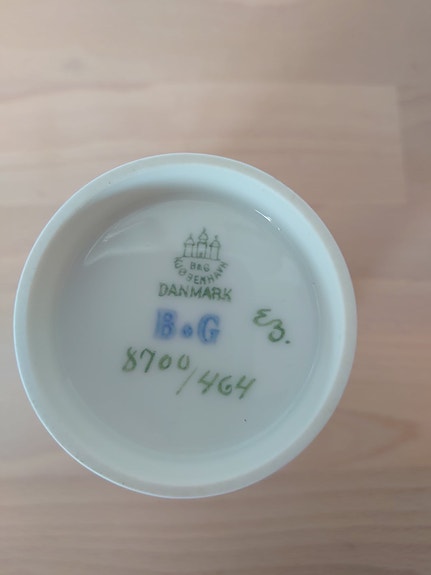 B&G
KJØBENHAVN
DANMARK
B&G
E3.
8700/464